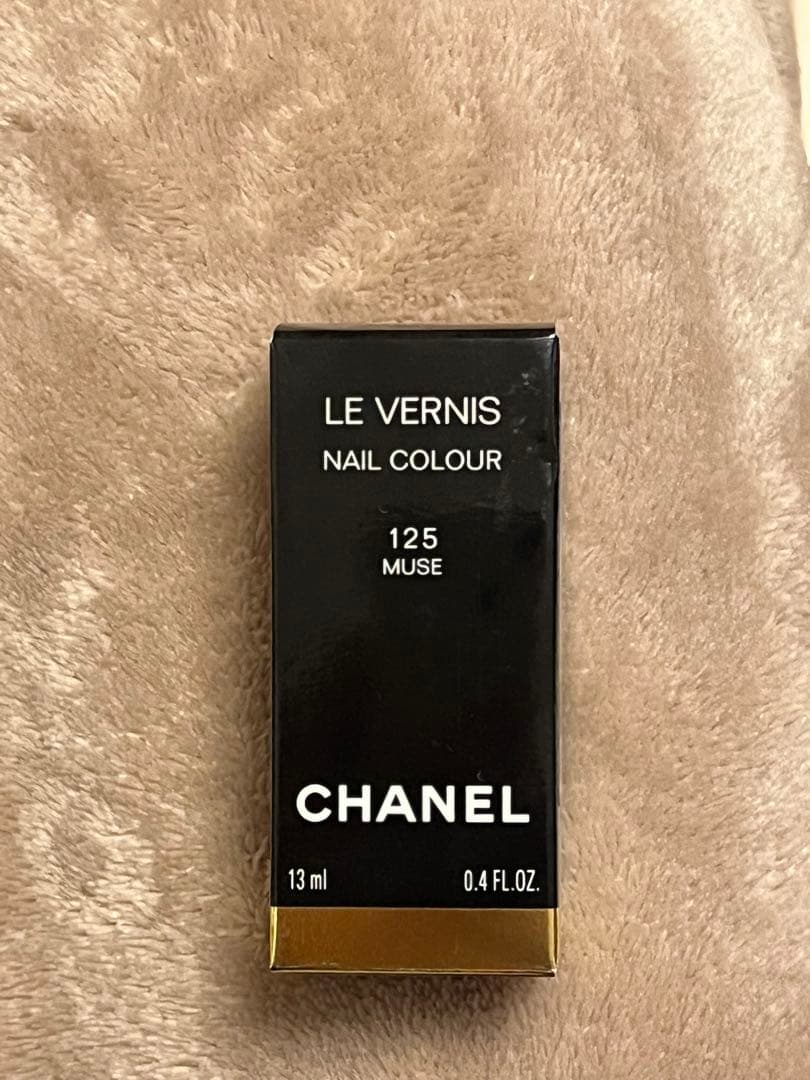 LE VERNIS
NAIL COLOUR
125
MUSE
CHANEL
13 ml 0.4 FL.OZ.